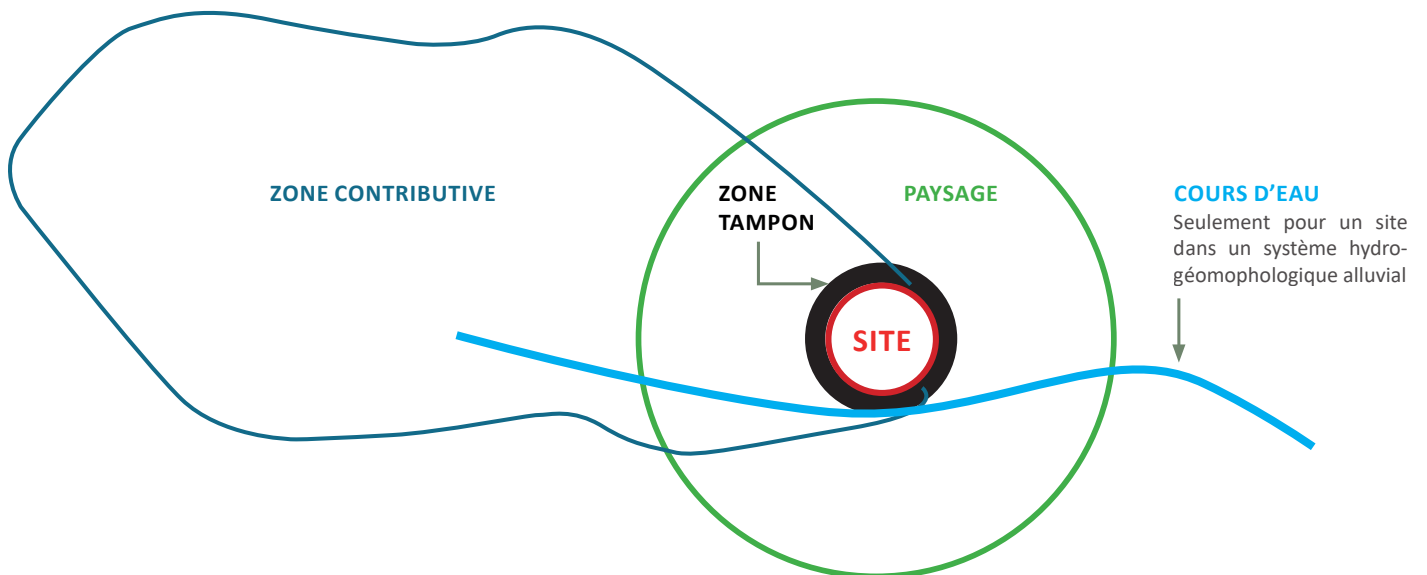 ZONE CONTRIBUTIVE
ZONE
TAMPON
PAYSAGE
SITE
COURS D’EAU
Seulement pour un site
dans un système hydro-
géomophologique alluvial